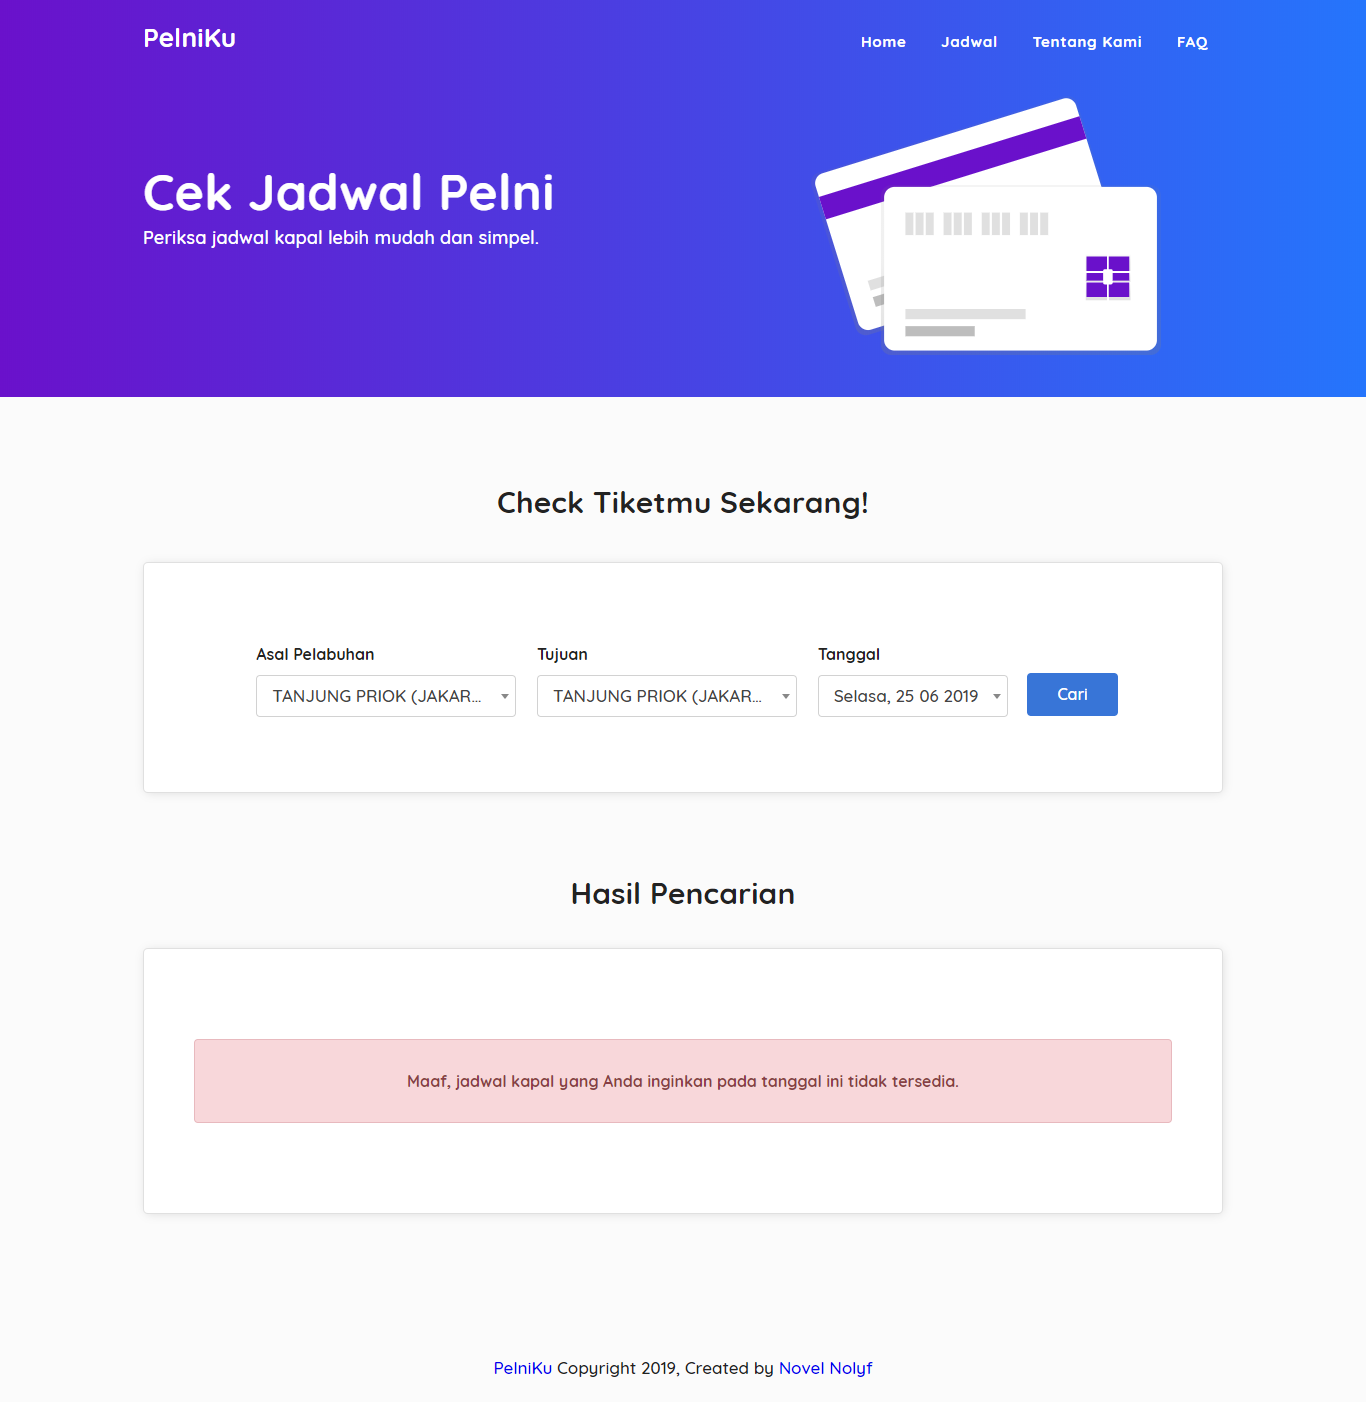 PelniKu
Home Jadwal Tentang Kami FAQ
Cek Jadwal Pelni
Periksa jadwal kapal lebih mudah dan simpel.
Check Tiketmu Sekarang!
Asal Pelabuhan Tujuan Tanggal
TANJUNG PRIOK (JAKAR... TANJUNG PRIOK (JAKAR... Selasa, 25 06 2019 Cari
Hasil Pencarian
Maaf, jadwal kapal yang Anda inginkan pada tanggal ini tidak tersedia.
PelniKu Copyright 2019, Created by Novel Nolyf